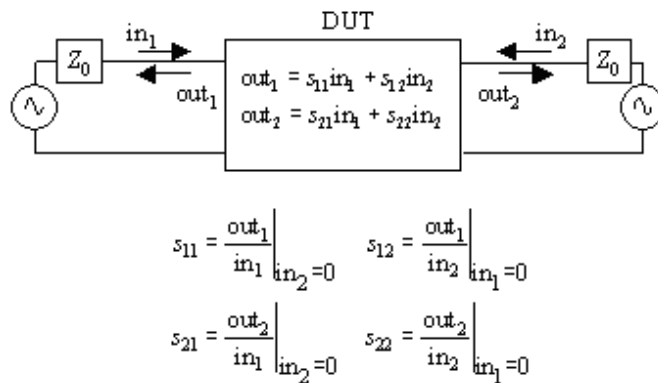 DUT
in₁
in₂
Z₀
Z₀
out₁ = s₁₁in₁ + s₁₂in₂
out₁
out₂
out₂ = s₂₁in₁ + s₂₂in₂
s₁₁ = out₁/in₁ |in₂=0 s₁₂ = out₁/in₂ |in₁=0
s₂₁ = out₂/in₁ |in₂=0 s₂₂ = out₂/in₂ |in₁=0